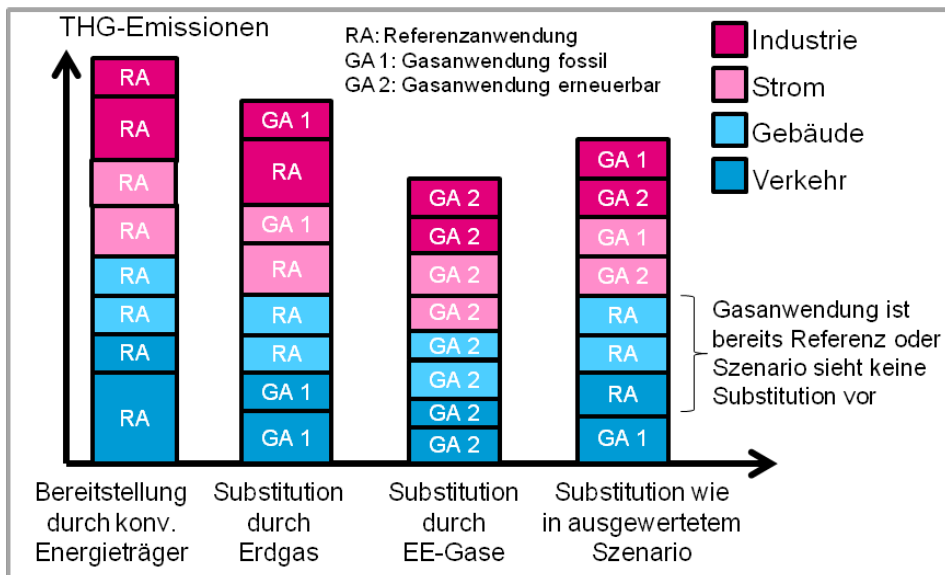 THG-Emissionen
RA: Referenzanwendung
GA 1: Gasanwendung fossil
GA 2: Gasanwendung erneuerbar
Industrie
Strom
Gebäude
Verkehr
RA
RA
RA
RA
RA
RA
RA
RA
GA 1
RA
GA 1
RA
RA
RA
GA 1
GA 1
GA 2
GA 2
GA 2
GA 2
GA 2
GA 2
GA 2
GA 2
GA 1
GA 2
GA 1
GA 2
RA
RA
RA
GA 1
Gasanwendung ist
bereits Referenz oder
Szenario sieht keine
Substitution vor
Bereitstellung
durch konv.
Energieträger
Substitution
durch
Erdgas
Substitution
durch
EE-Gase
Substitution wie
in ausgewertetem
Szenario